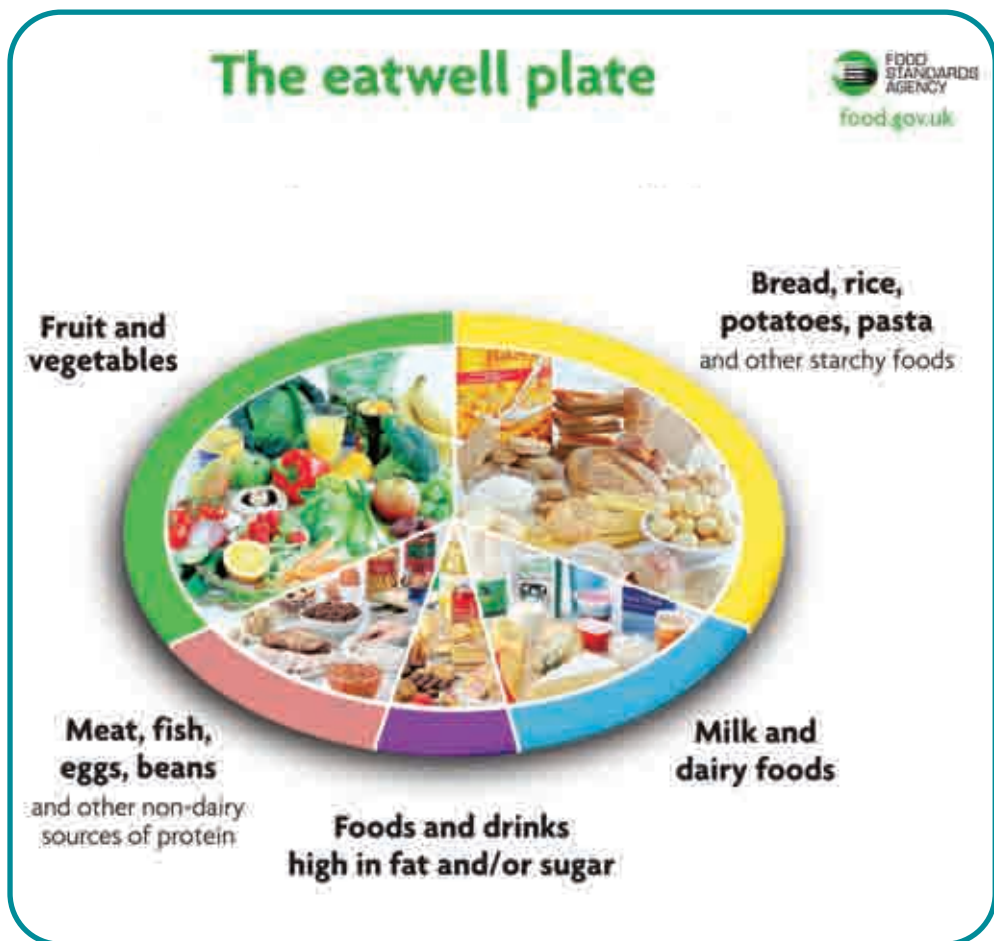 The eatwell plate
FOOD
STANDARDS
AGENCY
food.gov.uk
Fruit and
vegetables
Bread, rice,
potatoes, pasta
and other starchy foods
Meat, fish,
eggs, beans
and other non-dairy
sources of protein
Foods and drinks
high in fat and/or sugar
Milk and
dairy foods